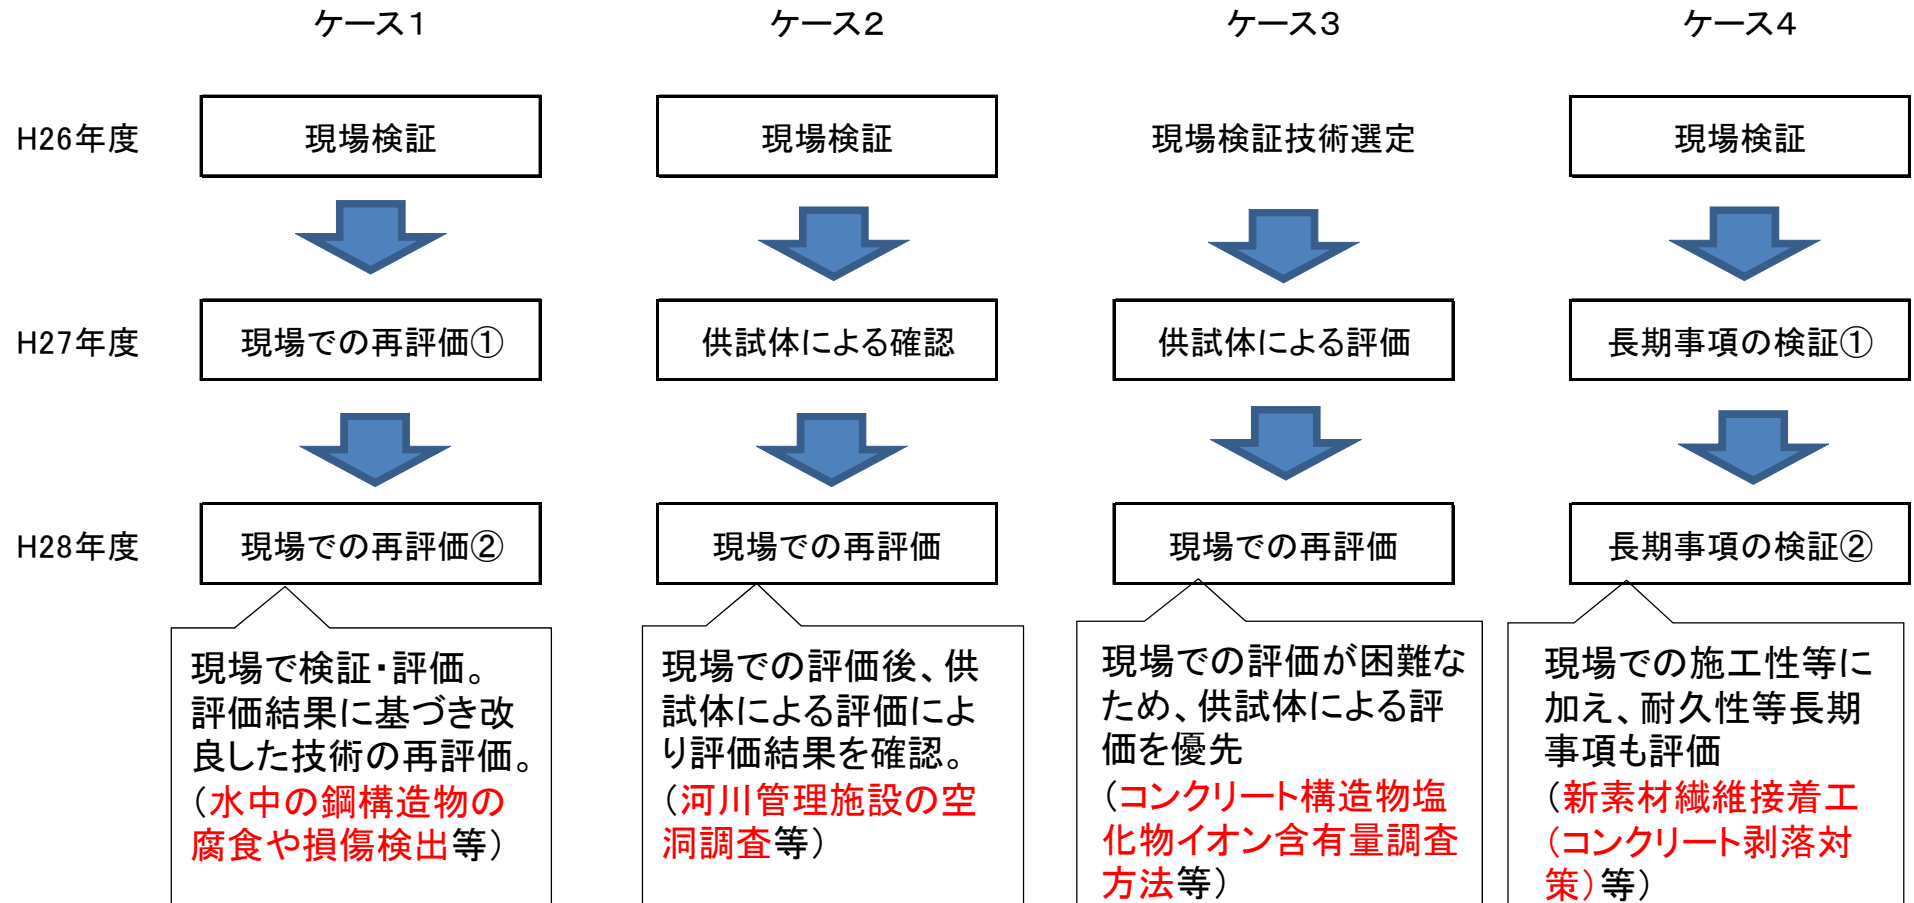 ケース１
ケース２
ケース３
ケース４
H26年度
現場検証
現場検証
現場検証技術選定
現場検証
H27年度
現場での再評価①
供試体による確認
供試体による評価
長期事項の検証①
H28年度
現場での再評価②
現場での再評価
現場での再評価
長期事項の検証②
現場で検証・評価。
評価結果に基づき改
良した技術の再評価。
（水中の鋼構造物の
腐食や損傷検出等）
現場での評価後、供
試体による評価によ
り評価結果を確認。
（河川管理施設の空
洞調査等）
現場での評価が困難な
ため、供試体による評
価を優先
（コンクリート構造物塩
化物イオン含有量調査
方法等）
現場での施工性等に
加え、耐久性等長期
事項も評価
（新素材繊維接着工
（コンクリート剥落対
策）等）